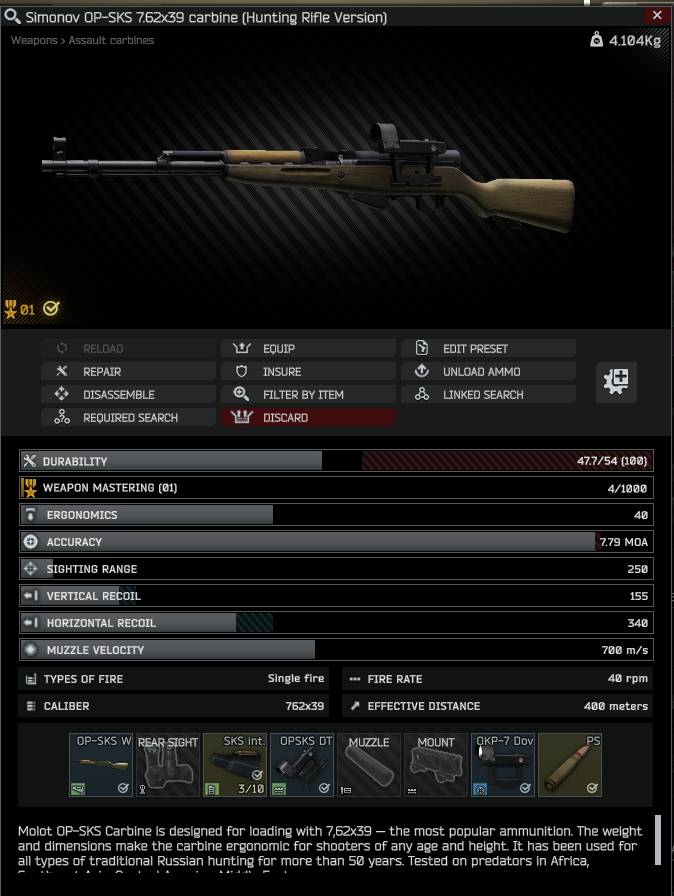 Simonov OP-SKS 7.62x39 carbine (Hunting Rifle Version)
Weapons > Assault carbines
4.104Kg
01
RELOAD
EQUIP
EDIT PRESET
REPAIR
INSURE
UNLOAD AMMO
DISASSEMBLE
FILTER BY ITEM
LINKED SEARCH
REQUIRED SEARCH
DISCARD
DURABILITY 47.7/54 (100)
WEAPON MASTERING (01) 4/1000
ERGONOMICS 40
ACCURACY 7.79 MOA
SIGHTING RANGE 250
VERTICAL RECOIL 155
HORIZONTAL RECOIL 340
MUZZLE VELOCITY 700 m/s
TYPES OF FIRE Single fire
FIRE RATE 40 rpm
CALIBER 762x39
EFFECTIVE DISTANCE 400 meters
OP-SKS W
REAR SIGHT
SKS int.
3/10
OPSKS DT
MUZZLE
MOUNT
OKP-7 Dov
PS
Molot OP-SKS Carbine is designed for loading with 7,62x39 — the most popular ammunition. The weight
and dimensions make the carbine ergonomic for shooters of any age and height. It has been used for
all types of traditional Russian hunting for more than 50 years. Tested on predators in Africa,